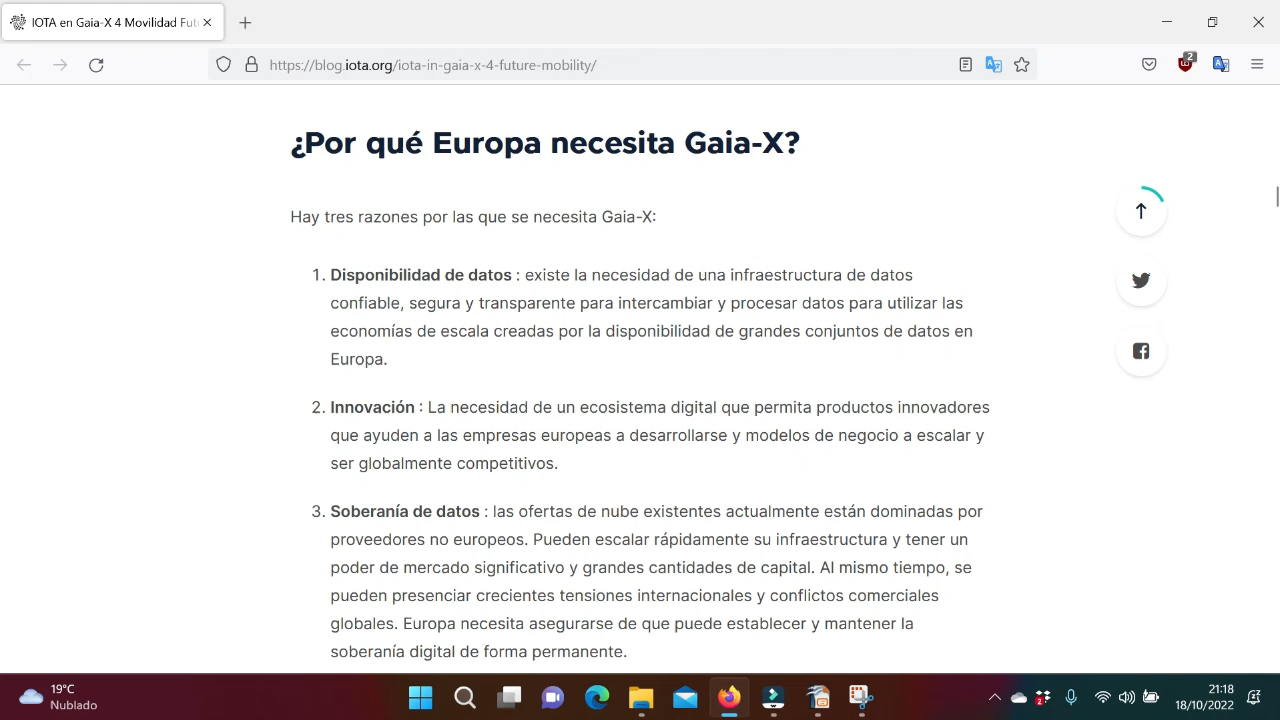 IOTA en Gaia-X 4 Movilidad Fut
https://blog.iota.org/iota-in-gaia-x-4-future-mobility/
2
¿Por qué Europa necesita Gaia-X?
Hay tres razones por las que se necesita Gaia-X:
1. Disponibilidad de datos : existe la necesidad de una infraestructura de datos
confiable, segura y transparente para intercambiar y procesar datos para utilizar las
economías de escala creadas por la disponibilidad de grandes conjuntos de datos en
Europa.
2. Innovación : La necesidad de un ecosistema digital que permita productos innovadores
que ayuden a las empresas europeas a desarrollarse y modelos de negocio a escalar y
ser globalmente competitivos.
3. Soberanía de datos : las ofertas de nube existentes actualmente están dominadas por
proveedores no europeos. Pueden escalar rápidamente su infraestructura y tener un
poder de mercado significativo y grandes cantidades de capital. Al mismo tiempo, se
pueden presenciar crecientes tensiones internacionales y conflictos comerciales
globales. Europa necesita asegurarse de que puede establecer y mantener la
soberanía digital de forma permanente.
19°C
Nublado
2
21:18
18/10/2022